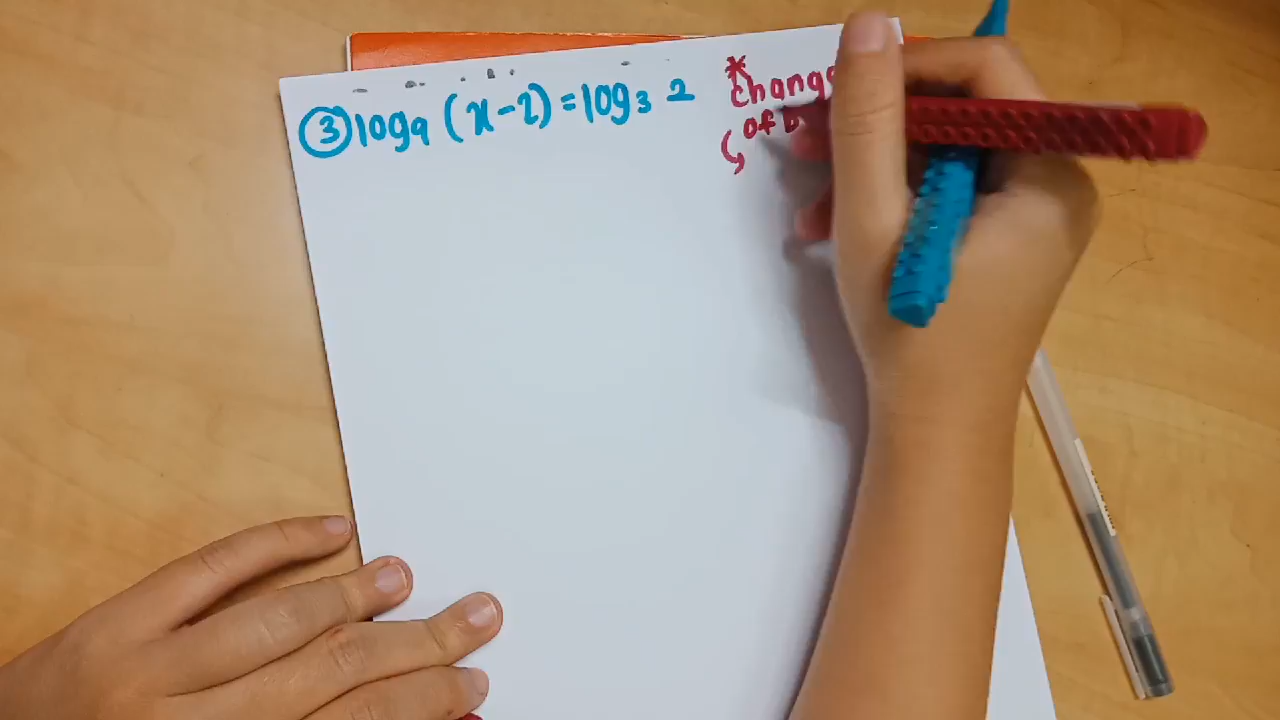 ③ log₉ (x-2) = log₃ 2
* change
of